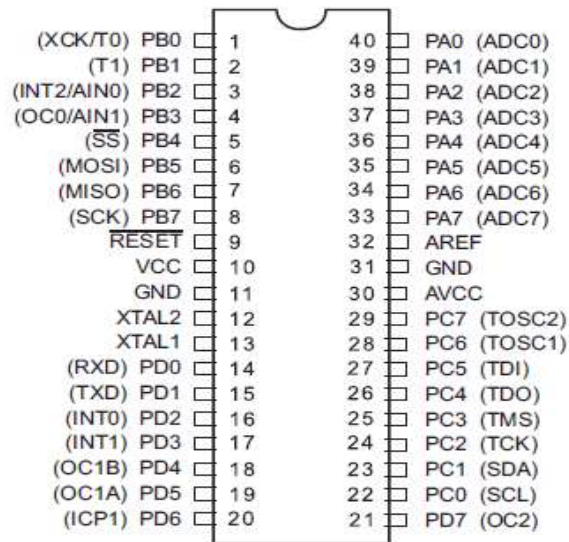 (XCK/T0) PB0 1 40 PA0 (ADC0)
(T1) PB1 2 39 PA1 (ADC1)
(INT2/AIN0) PB2 3 38 PA2 (ADC2)
(OC0/AIN1) PB3 4 37 PA3 (ADC3)
(SS) PB4 5 36 PA4 (ADC4)
(MOSI) PB5 6 35 PA5 (ADC5)
(MISO) PB6 7 34 PA6 (ADC6)
(SCK) PB7 8 33 PA7 (ADC7)
RESET 9 32 AREF
VCC 10 31 GND
GND 11 30 AVCC
XTAL2 12 29 PC7 (TOSC2)
XTAL1 13 28 PC6 (TOSC1)
(RXD) PD0 14 27 PC5 (TDI)
(TXD) PD1 15 26 PC4 (TDO)
(INT0) PD2 16 25 PC3 (TMS)
(INT1) PD3 17 24 PC2 (TCK)
(OC1B) PD4 18 23 PC1 (SDA)
(OC1A) PD5 19 22 PC0 (SCL)
(ICP1) PD6 20 21 PD7 (OC2)